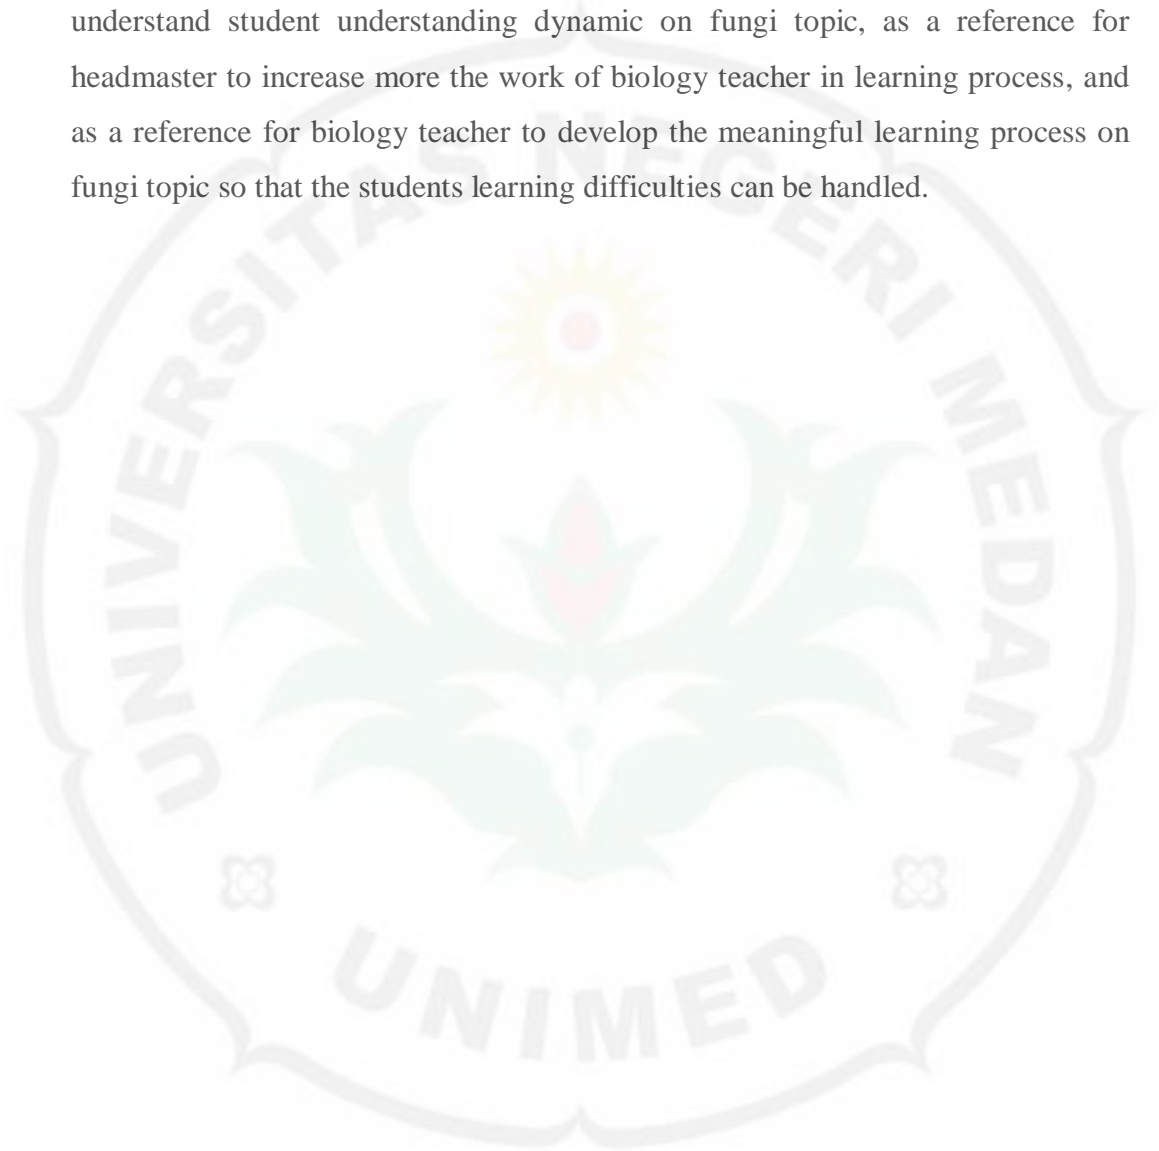 understand student understanding dynamic on fungi topic, as a reference for
headmaster to increase more the work of biology teacher in learning process, and
as a reference for biology teacher to develop the meaningful learning process on
fungi topic so that the students learning difficulties can be handled.
UNIVERSITAS NEGERI MEDAN
UNIMED